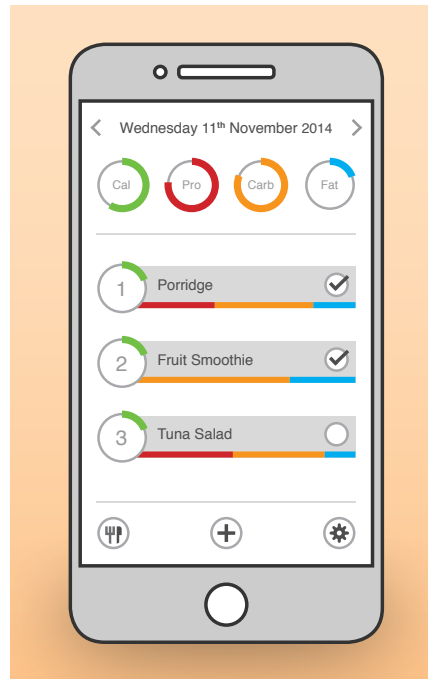 Wednesday 11th November 2014
Cal Pro Carb Fat
1 Porridge
2 Fruit Smoothie
3 Tuna Salad